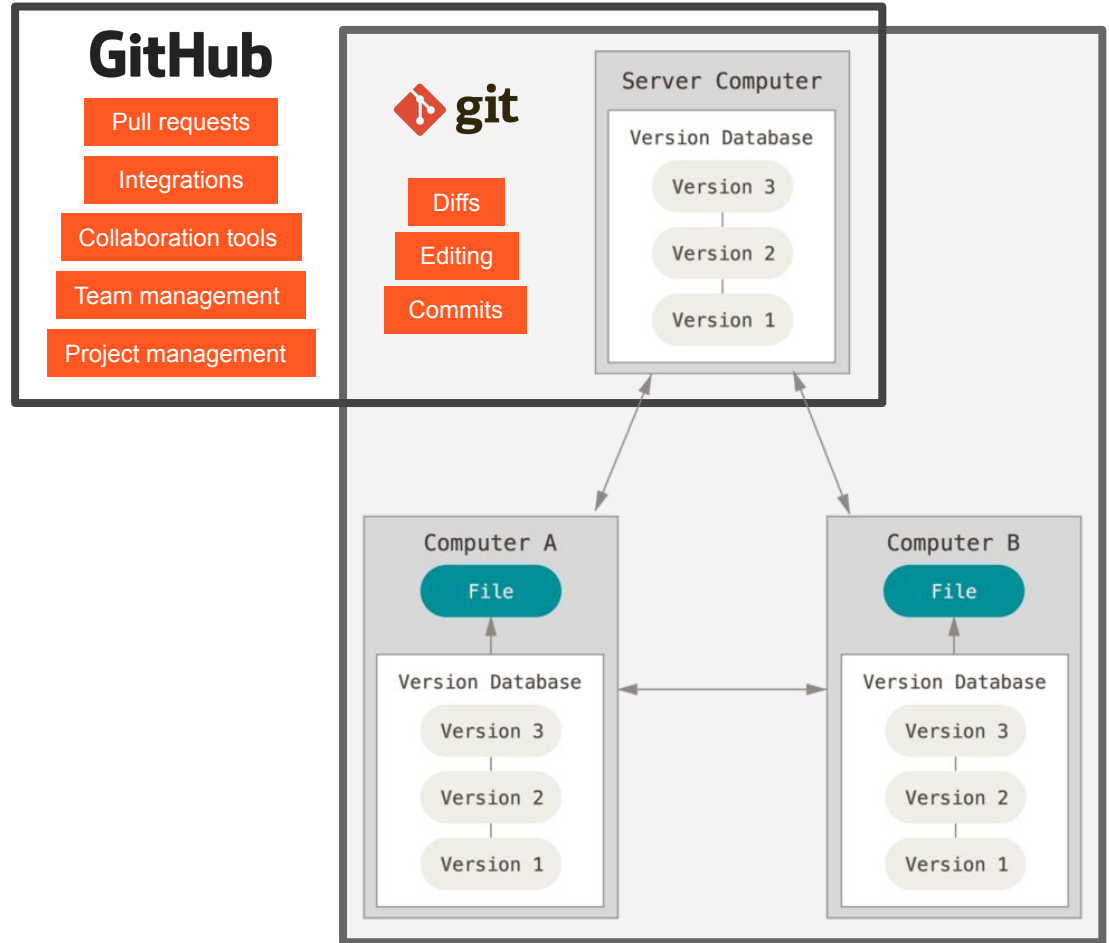 GitHub
Pull requests
Integrations
Collaboration tools
Team management
Project management
git
Diffs
Editing
Commits
Server Computer
Version Database
Version 3
Version 2
Version 1
Computer A
File
Version Database
Version 3
Version 2
Version 1
Computer B
File
Version Database
Version 3
Version 2
Version 1